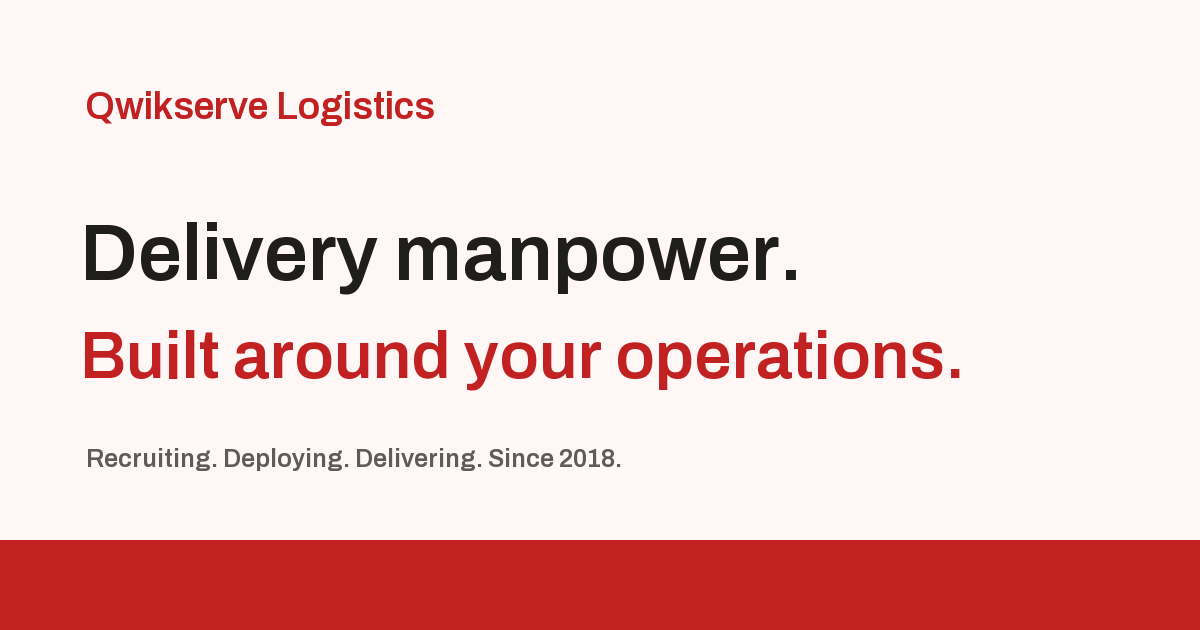 Qwikserve Logistics
Delivery manpower.
Built around your operations.
Recruiting. Deploying. Delivering. Since 2018.